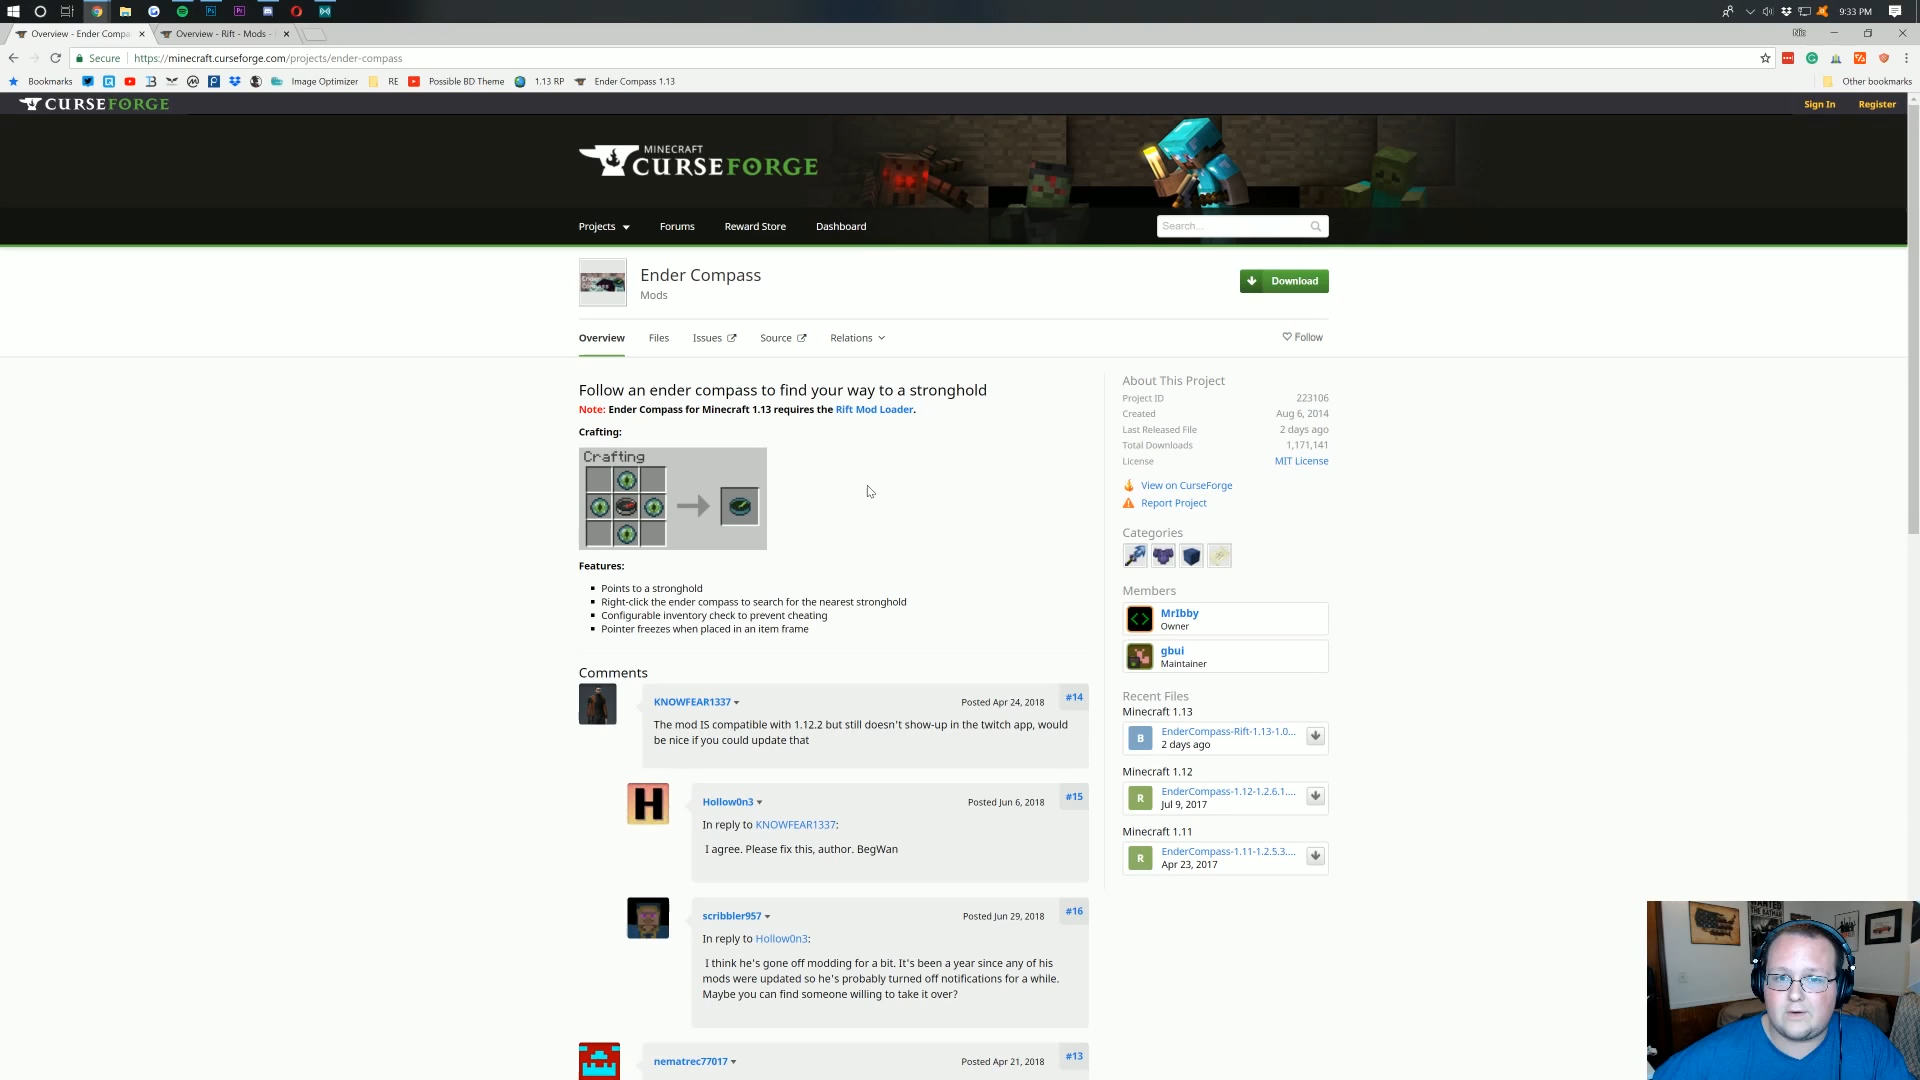 9:33 PM
Overview - Ender Compa
Overview - Rift - Mods -
Secure
https://minecraft.curseforge.com/projects/ender-compass
Bookmarks
Image Optimizer
RE
Possible BD Theme
1.13 RP
Ender Compass 1.13
Other bookmarks
CURSEFORGE
Sign In
Register
MINECRAFT
CURSEFORGE
Projects
Forums
Reward Store
Dashboard
Search...
Ender Compass
Mods
Download
Overview
Files
Issues
Source
Relations
Follow
Follow an ender compass to find your way to a stronghold
Note: Ender Compass for Minecraft 1.13 requires the Rift Mod Loader.
Crafting:
Crafting
Features:
Points to a stronghold
Right-click the ender compass to search for the nearest stronghold
Configurable inventory check to prevent cheating
Pointer freezes when placed in an item frame
Comments
KNOWFEAR1337
Posted Apr 24, 2018
#14
The mod IS compatible with 1.12.2 but still doesn't show-up in the twitch app, would
be nice if you could update that
H
Hollow0n3
Posted Jun 6, 2018
#15
In reply to KNOWFEAR1337:
I agree. Please fix this, author. BegWan
scribbler957
Posted Jun 29, 2018
#16
In reply to Hollow0n3:
I think he's gone off modding for a bit. It's been a year since any of his
mods were updated so he's probably turned off notifications for a while.
Maybe you can find someone willing to take it over?
nematrec77017
Posted Apr 21, 2018
#13
About This Project
Project ID
223106
Created
Aug 6, 2014
Last Released File
2 days ago
Total Downloads
1,171,141
License
MIT License
View on CurseForge
Report Project
Categories
Members
MrIbby
Owner
gbui
Maintainer
Recent Files
Minecraft 1.13
B
EnderCompass-Rift-1.13-1.0...
2 days ago
Minecraft 1.12
R
EnderCompass-1.12-1.2.6.1....
Jul 9, 2017
Minecraft 1.11
R
EnderCompass-1.11-1.2.5.3....
Apr 23, 2017
WANTED
THE BATMAN